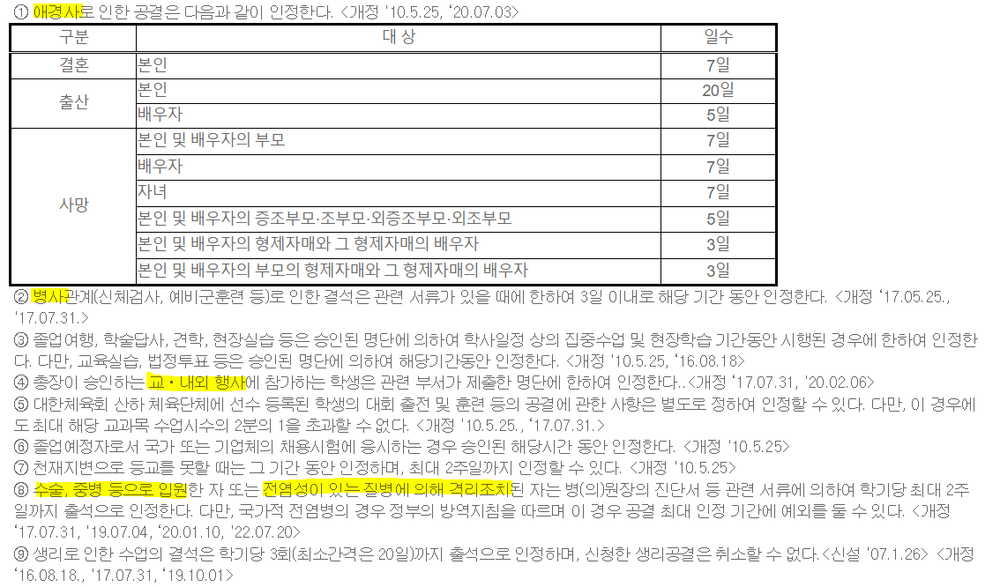 ① 애경사로 인한 공결은 다음과 같이 인정한다. <개정 '10.5.25, ‘20.07.03>
구분 대 상 일수
결혼 본인 7일
출산 본인 20일
배우자 5일
사망 본인 및 배우자의 부모 7일
배우자 7일
자녀 7일
본인 및 배우자의 증조부모·조부모·외증조부모·외조부모 5일
본인 및 배우자의 형제자매와 그 형제자매의 배우자 3일
본인 및 배우자의 부모의 형제자매와 그 형제자매의 배우자 3일
② 병사관계(신체검사, 예비군훈련 등)로 인한 결석은 관련 서류가 있을 때에 한하여 3일 이내로 해당 기간 동안 인정한다. <개정 ‘17.05.25.,
'17.07.31.>
③ 졸업여행, 학술답사, 견학, 현장실습 등은 승인된 명단에 의하여 학사일정 상의 집중수업 및 현장학습 기간동안 시행된 경우에 한하여 인정한
다. 다만, 교육실습, 법정투표 등은 승인된 명단에 의하여 해당기간동안 인정한다. <개정 '10.5.25, ‘16.08.18>
④ 총장이 승인하는 교·내외 행사에 참가하는 학생은 관련 부서가 제출한 명단에 한하여 인정한다..<개정 ‘17.07.31, '20.02.06>
⑤ 대한체육회 산하 체육단체에 선수 등록된 학생의 대회 출전 및 훈련 등의 공결에 관한 사항은 별도로 정하여 인정할 수 있다. 다만, 이 경우에
도 최대 해당 교과목 수업시수의 2분의 1을 초과할 수 없다. <개정 '10.5.25., ‘17.07.31.>
⑥ 졸업예정자로서 국가 또는 기업체의 채용시험에 응시하는 경우 승인된 해당시간 동안 인정한다. <개정 '10.5.25>
⑦ 천재지변으로 등교를 못할 때는 그 기간 동안 인정하며, 최대 2주일까지 인정할 수 있다. <개정 '10.5.25>
⑧ 수술, 중병 등으로 입원한 자 또는 전염성이 있는 질병에 의해 격리조치된 자는 병(의)원장의 진단서 등 관련 서류에 의하여 학기당 최대 2주
일까지 출석으로 인정한다. 다만, 국가적 전염병의 경우 정부의 방역지침을 따르며 이 경우 공결 최대 인정 기간에 예외를 둘 수 있다. <개정
‘17.07.31, '19.07.04, ‘20.01.10, '22.07.20>
⑨ 생리로 인한 수업의 결석은 학기당 3회(최소간격은 20일)까지 출석으로 인정하며, 신청한 생리공결은 취소할 수 없다.<신설 '07.1.26> <개정
‘16.08.18., '17.07.31, ‘19.10.01>